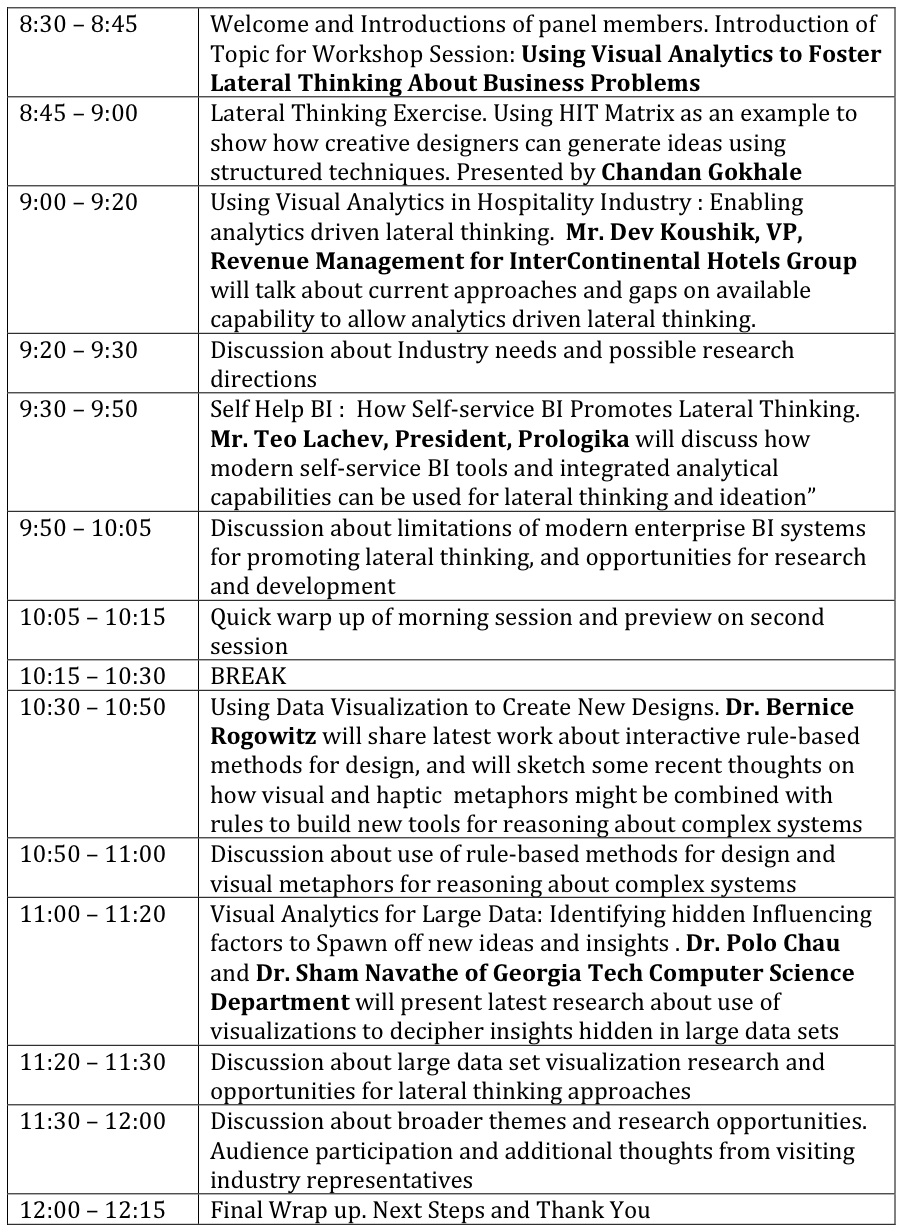 8:30 – 8:45 Welcome and Introductions of panel members. Introduction of
Topic for Workshop Session: Using Visual Analytics to Foster
Lateral Thinking About Business Problems
8:45 – 9:00 Lateral Thinking Exercise. Using HIT Matrix as an example to
show how creative designers can generate ideas using
structured techniques. Presented by Chandan Gokhale
9:00 – 9:20 Using Visual Analytics in Hospitality Industry : Enabling
analytics driven lateral thinking.  Mr. Dev Koushik, VP,
Revenue Management for InterContinental Hotels Group
will talk about current approaches and gaps on available
capability to allow analytics driven lateral thinking.
9:20 – 9:30 Discussion about Industry needs and possible research
directions
9:30 – 9:50 Self Help BI :  How Self-service BI Promotes Lateral Thinking.
Mr. Teo Lachev, President, Prologika will discuss how
modern self-service BI tools and integrated analytical
capabilities can be used for lateral thinking and ideation”
9:50 – 10:05 Discussion about limitations of modern enterprise BI systems
for promoting lateral thinking, and opportunities for research
and development
10:05 – 10:15 Quick warp up of morning session and preview on second
session
10:15 – 10:30 BREAK
10:30 – 10:50 Using Data Visualization to Create New Designs. Dr. Bernice
Rogowitz will share latest work about interactive rule-based
methods for design, and will sketch some recent thoughts on
how visual and haptic  metaphors might be combined with
rules to build new tools for reasoning about complex systems
10:50 – 11:00 Discussion about use of rule-based methods for design and
visual metaphors for reasoning about complex systems
11:00 – 11:20 Visual Analytics for Large Data: Identifying hidden Influencing
factors to Spawn off new ideas and insights . Dr. Polo Chau
and Dr. Sham Navathe of Georgia Tech Computer Science
Department will present latest research about use of
visualizations to decipher insights hidden in large data sets
11:20 – 11:30 Discussion about large data set visualization research and
opportunities for lateral thinking approaches
11:30 – 12:00 Discussion about broader themes and research opportunities.
Audience participation and additional thoughts from visiting
industry representatives
12:00 – 12:15 Final Wrap up. Next Steps and Thank You